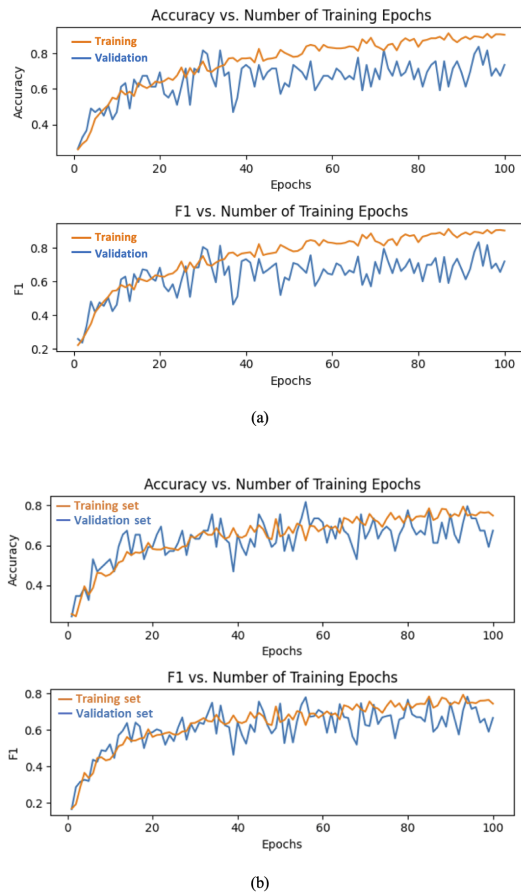 Accuracy vs. Number of Training Epochs
Training
Validation
0.8
0.6
0.4
Accuracy
0 20 40 60 80 100
Epochs
F1 vs. Number of Training Epochs
Training
Validation
0.8
0.6
0.4
0.2
F1
0 20 40 60 80 100
Epochs
(a)
Accuracy vs. Number of Training Epochs
Training set
Validation set
0.8
0.6
0.4
Accuracy
0 20 40 60 80 100
Epochs
F1 vs. Number of Training Epochs
Training set
Validation set
0.8
0.6
0.4
0.2
F1
0 20 40 60 80 100
Epochs
(b)